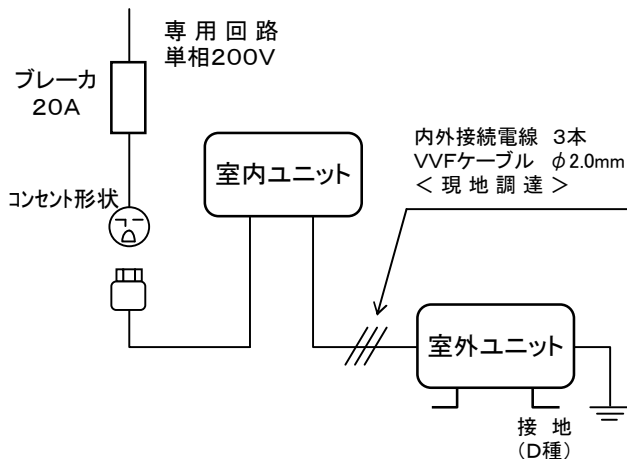 専用回路
単相200V
ブレーカ
20A
コンセント形状
室内ユニット
内外接続電線 3本
VVFケーブル φ2.0mm
＜現地調達＞
室外ユニット
接地
（D種）